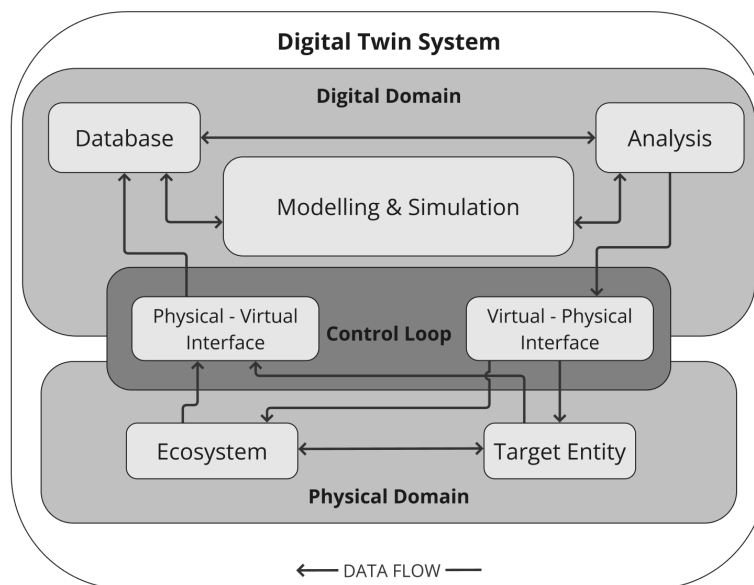 Digital Twin System
Digital Domain
Database
Analysis
Modelling & Simulation
Physical - Virtual
Interface
Control Loop
Virtual - Physical
Interface
Ecosystem
Target Entity
Physical Domain
DATA FLOW